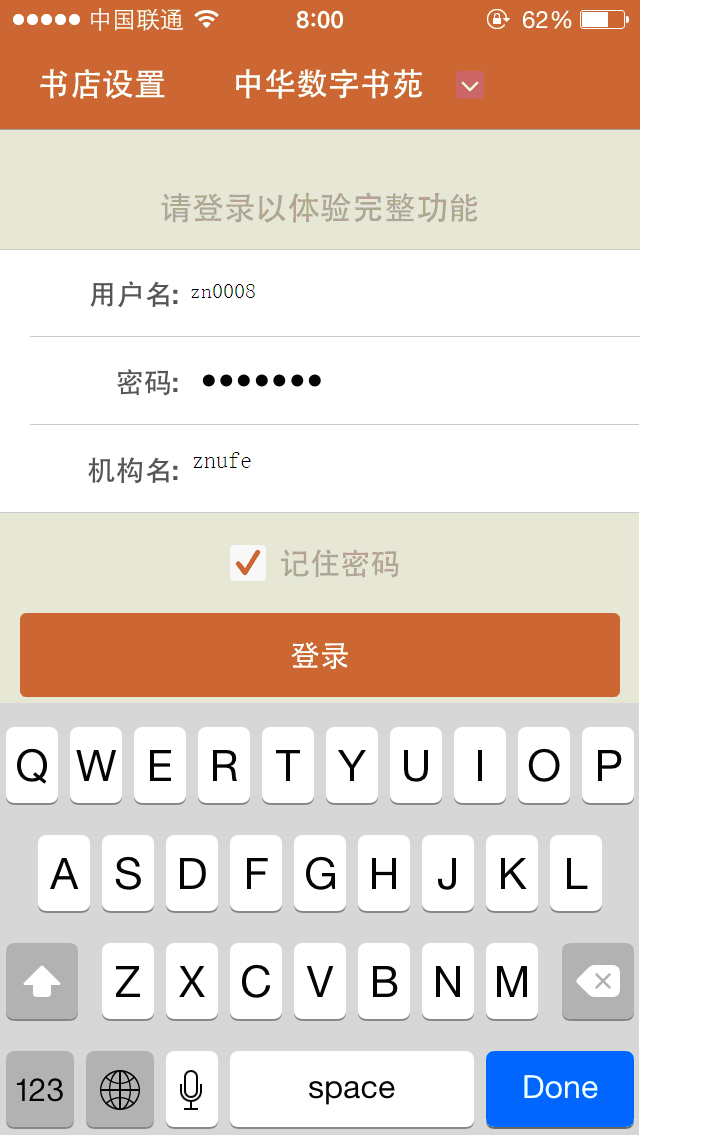 中国联通 8:00 62%
书店设置 中华数字书苑
请登录以体验完整功能
用户名: zn0008
密码: •••••••
机构名: znufe
记住密码
登录
Q W E R T Y U I O P
A S D F G H J K L
Z X C V B N M
123 space Done